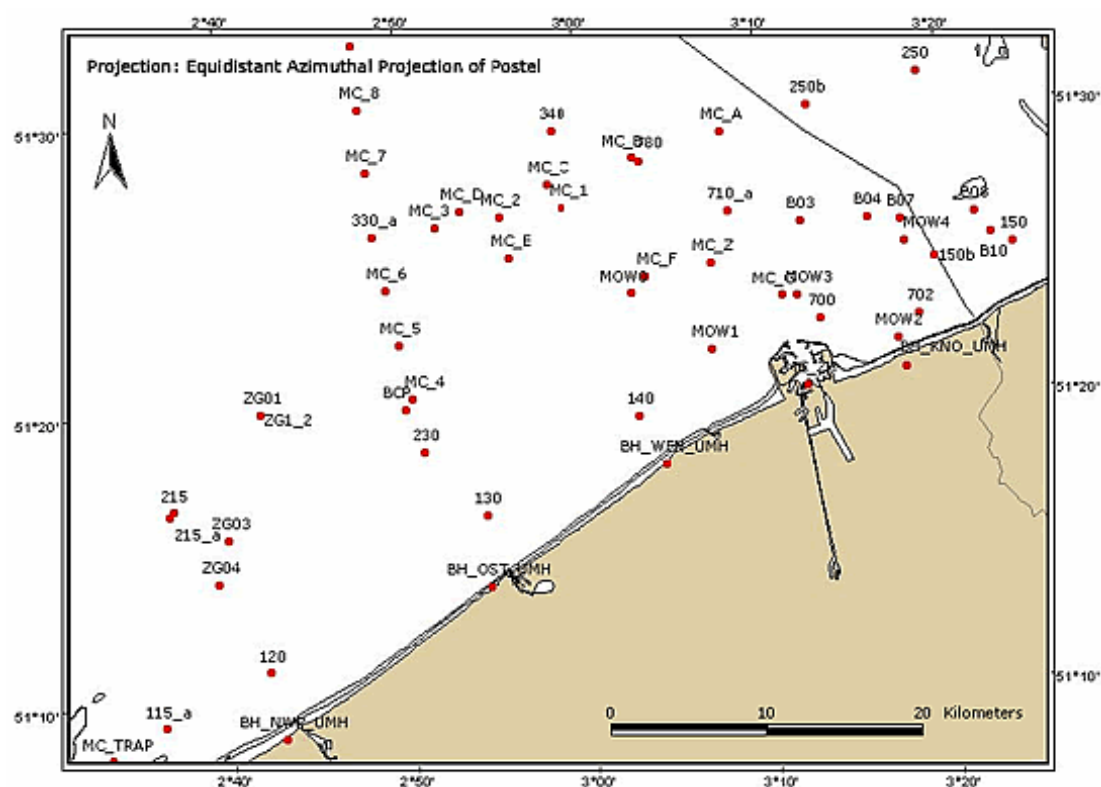 2°40' 2°50' 3°00' 3°10' 3°20'
Projection: Equidistant Azimuthal Projection of Postel
250
250b
MC_8
51°30'
340
MC_A
N
51°30'
MC_B
780
MC_7
MC_C
MC_D
MC_1
710_a
B08
MC_3
MC_2
B03
B04
B07
150
330_a
MOW4
MC_E
MC_Z
150b
B10
MC_6
MC_F
MC_G
MOW3
700
702
MC_5
MOW1
MOW2
BH_KNO_UMH
51°20'
ZG01
BCP
MC_4
140
ZG1_2
51°20'
230
BH_WEN_UMH
215
130
215_a
ZG03
ZG04
BH_OST_UMH
120
51°10'
115_a
BH_NWP_UMH
0 10 20 Kilometers
51°10'
MC_TRAP
2°40' 2°50' 3°00' 3°10' 3°20'